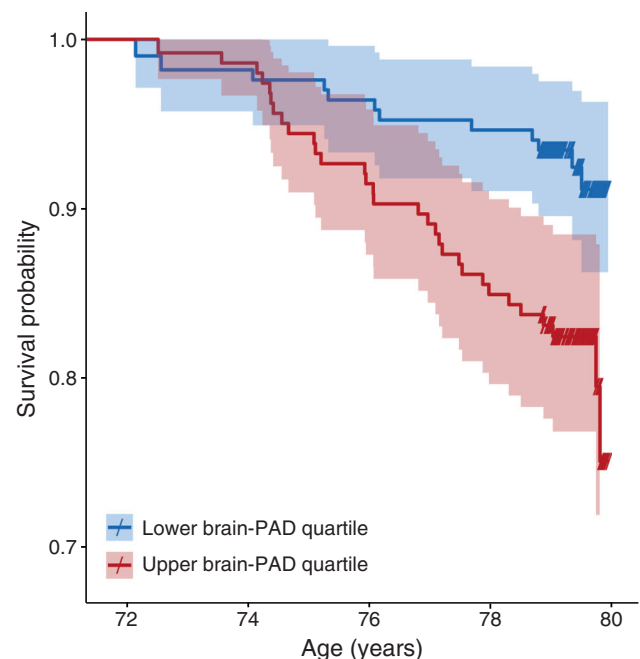 1.0
0.9
0.8
0.7
Survival probability
Lower brain-PAD quartile
Upper brain-PAD quartile
72 74 76 78 80
Age (years)